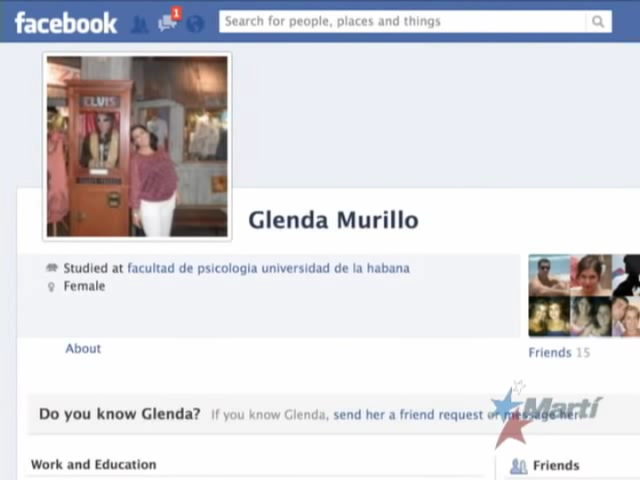 facebook
1
Search for people, places and things
ELVIS
Glenda Murillo
Studied at facultad de psicologia universidad de la habana
Female
About
Friends 15
Do you know Glenda? If you know Glenda, send her a friend request or message her.
Martí
Work and Education
Friends